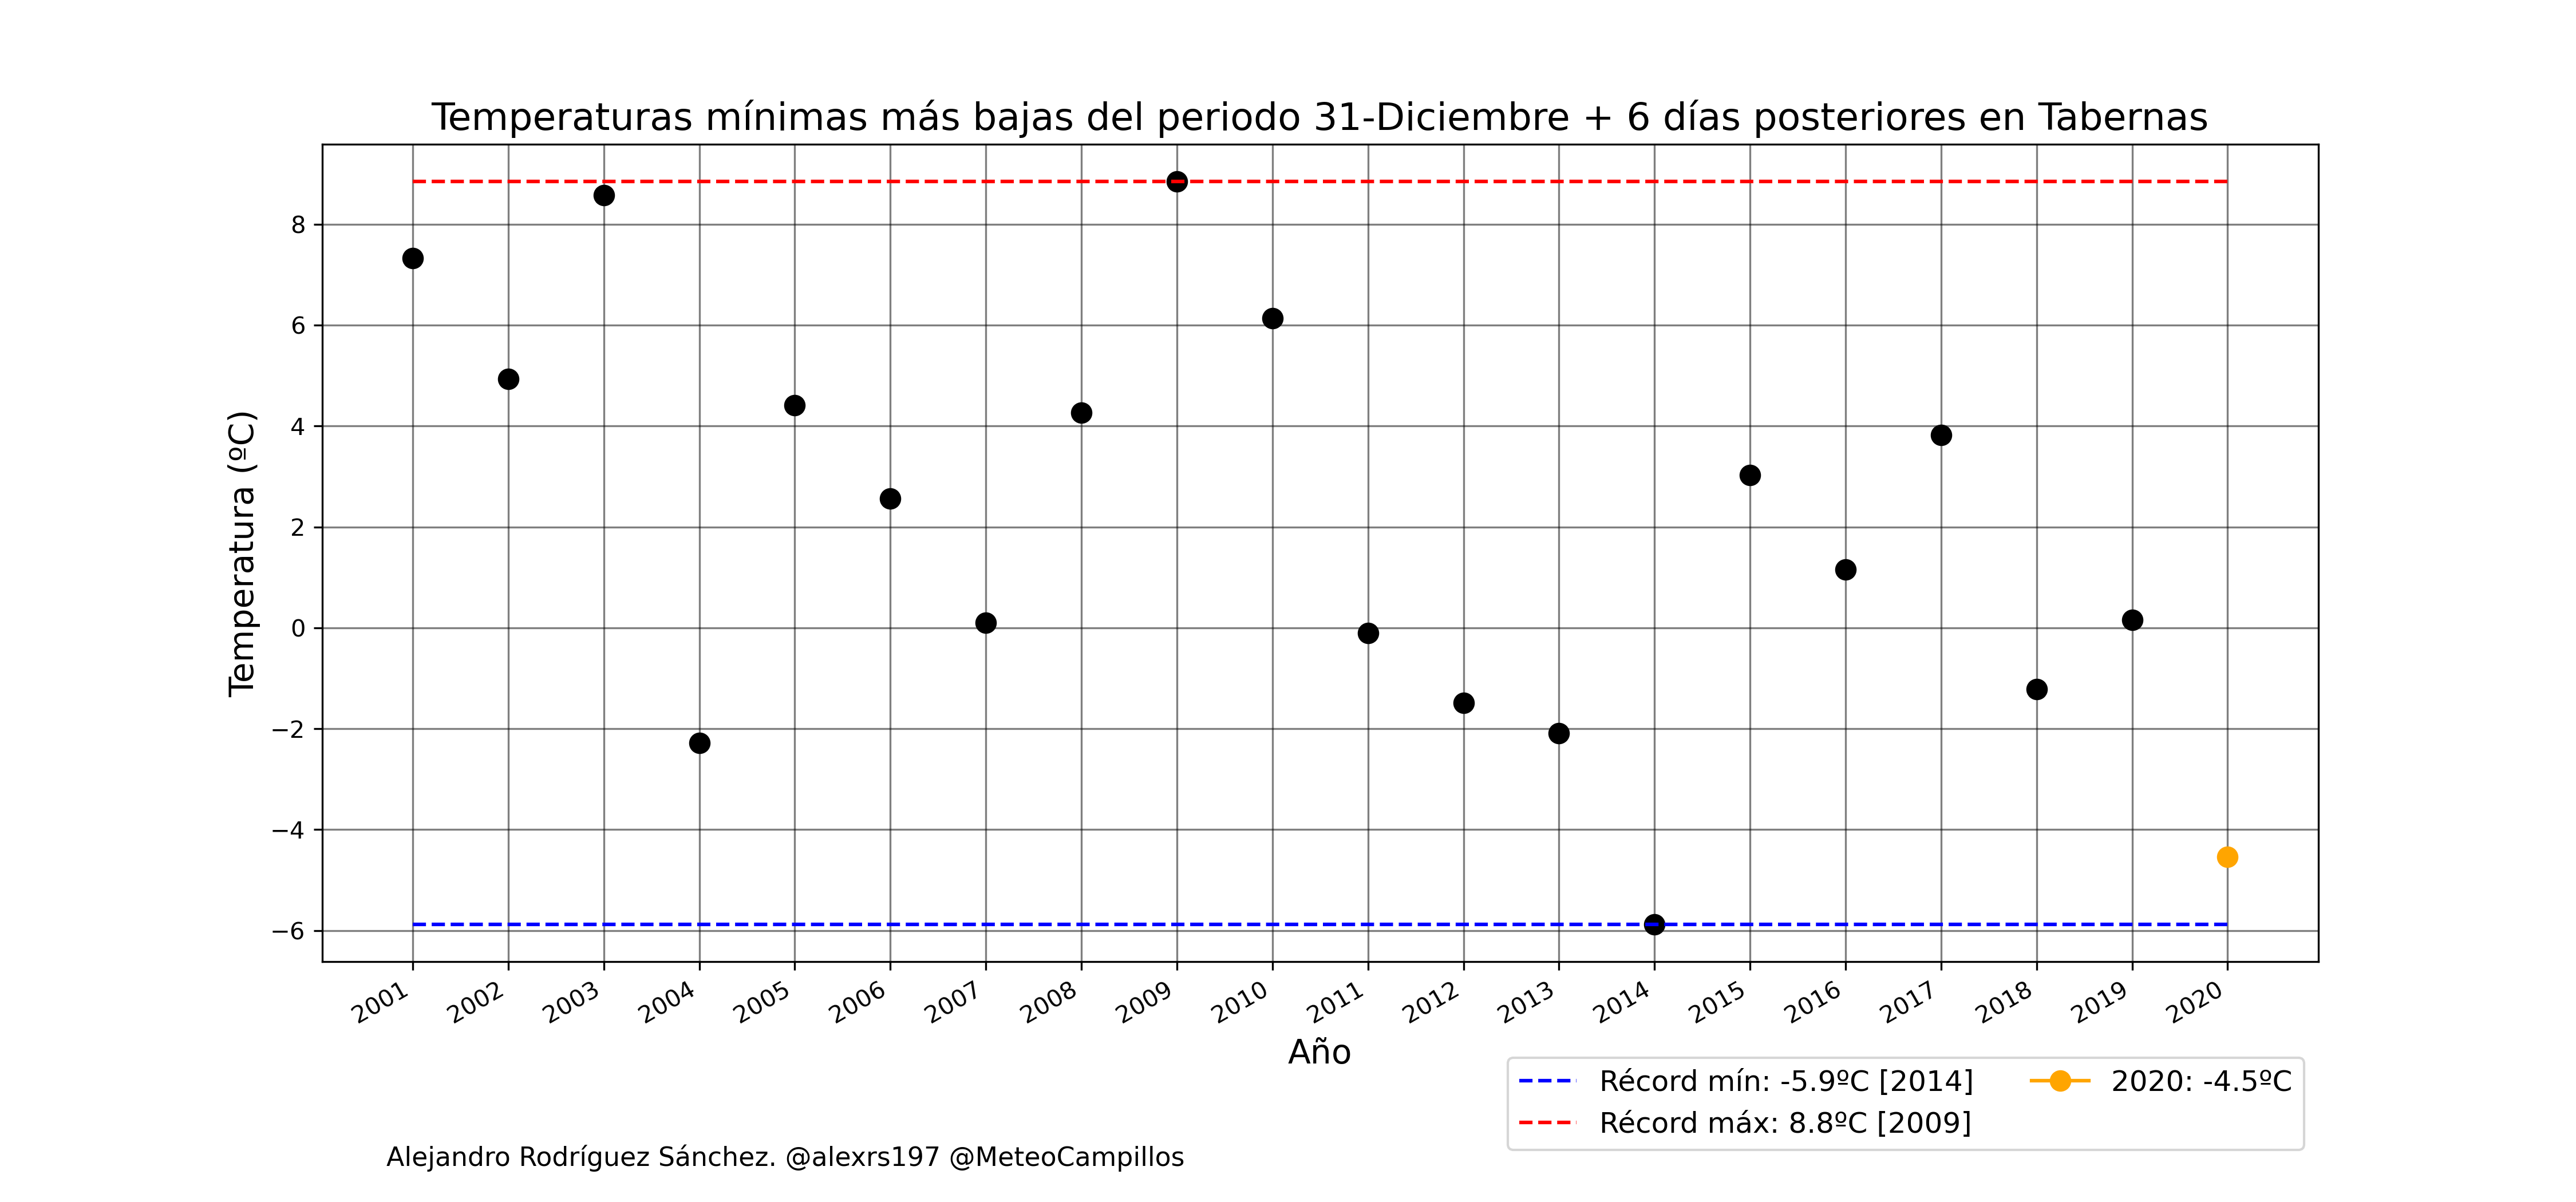 Temperaturas mínimas más bajas del periodo 31-Diciembre + 6 días posteriores en Tabernas
Temperatura (ºC)
8
6
4
2
0
−2
−4
−6
2001 2002 2003 2004 2005 2006 2007 2008 2009 2010 2011 2012 2013 2014 2015 2016 2017 2018 2019 2020
Año
Récord mín: -5.9ºC [2014]
Récord máx: 8.8ºC [2009]
2020: -4.5ºC
Alejandro Rodríguez Sánchez. @alexrs197 @MeteoCampillos